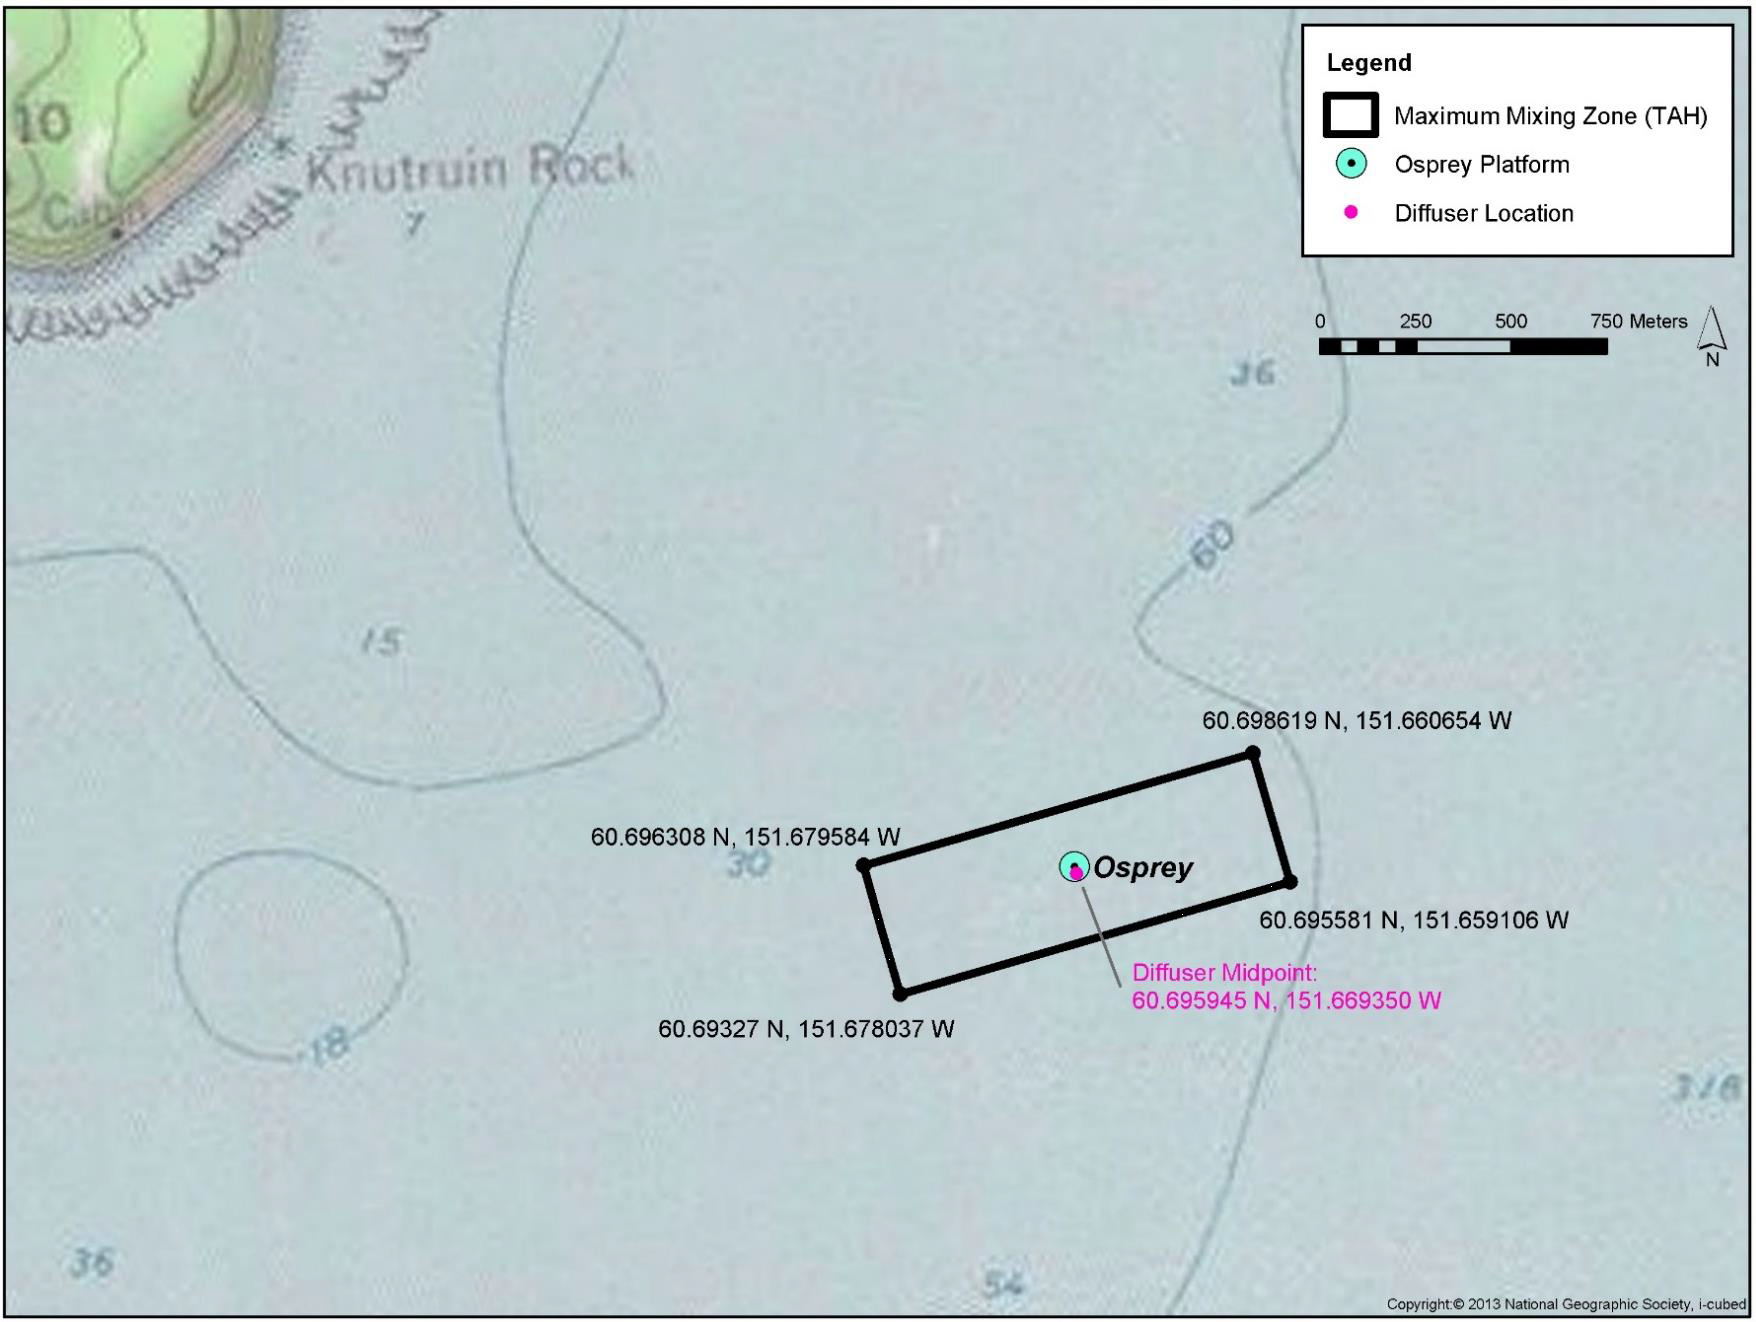 Legend
Maximum Mixing Zone (TAH)
Osprey Platform
Diffuser Location
10
Knutruin Rock
Cabin
7
0 250 500 750 Meters
N
36
60
15
60.698619 N, 151.660654 W
60.696308 N, 151.679584 W
30
Osprey
60.695581 N, 151.659106 W
Diffuser Midpoint:
60.695945 N, 151.669350 W
60.69327 N, 151.678037 W
18
36
54
Copyright:© 2013 National Geographic Society, i-cubed